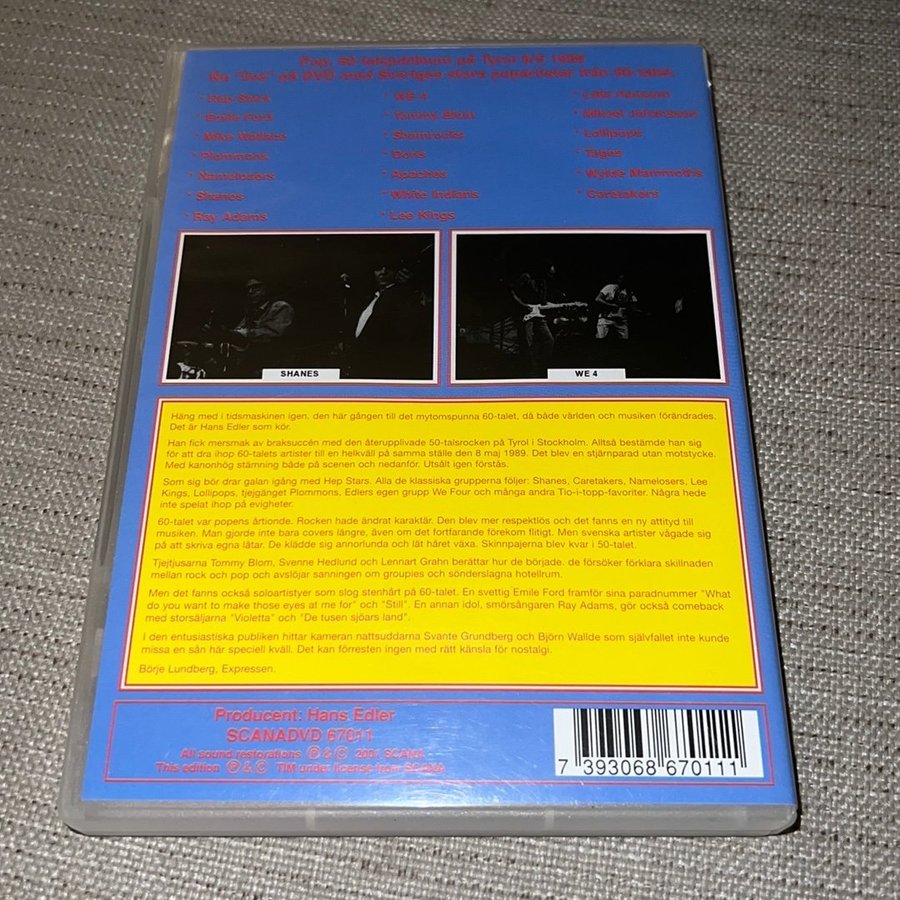 Pop, 60-talsjubileum på Tyrol 8/5 1989
Nu "live" på DVD med Sveriges stora popartister från 60-talet.
* Hep Stars
* Emile Ford
* Mike Wallace
* Plommons
* Namelosers
* Shanes
* Ray Adams
* WE 4
* Tommy Blom
* Shamrocks
* Doris
* Apaches
* White Indians
* Lee Kings
* Mikael Johansson
* Lollipops
* Tages
* Wylde Mammoths
* Caretakers
SHANES
WE 4
Häng med i tidsmaskinen igen, den här gången till det mytomspunna 60-talet, då både världen och musiken förändrades.
Det är Hans Edler som kör.
Han fick mersmak av braksuccén med den återupplivade 50-talsrocken på Tyrol i Stockholm. Alltså bestämde han sig
för att dra ihop 60-talets artister till en helkväll på samma ställe den 8 maj 1989. Det blev en stjärnparad utan motstycke.
Med kanonhög stämning både på scenen och nedanför. Utsålt igen förstås.
Som sig bör drar galan igång med Hep Stars. Alla de klassiska grupperna följer: Shanes, Caretakers, Namelosers, Lee
Kings, Lollipops, tjejgänget Plommons, Edlers egen grupp We Four och många andra Tio-i-topp-favoriter. Några hede
inte spelat ihop på evigheter.
60-talet var popens årtionde. Rocken hade ändrat karaktär. Den blev mer respektlös och det fanns en ny attityd till
musiken. Man gjorde inte bara covers längre, även om det fortfarande förekom flitigt. Men svenska artister vågade sig
på att skriva egna låtar. De klädde sig annorlunda och lät håret växa. Skinnpajerna blev kvar i 50-talet.
Tjejtjusarna Tommy Blom, Svenne Hedlund och Lennart Grahn berättar hur de började. de försöker förklara skillnaden
mellan rock och pop och avslöjar sanningen om groupies och sönderslagna hotellrum.
Men det fanns också soloartistyer som slog stenhårt på 60-talet. En svettig Emile Ford framför sina paradnummer "What
do you want to make those eyes at me for" och "Still". En annan idol, smörsångaren Ray Adams, gör också comeback
med storsäljarna "Violetta" och "De tusen sjöars land".
I den entusiastiska publiken hittar kameran nattsuddarna Svante Grundberg och Björn Wallde som självfallet inte kunde
missa en sån här speciell kväll. Det kan förresten ingen med rätt känsla för nostalgi.
Börje Lundberg, Expressen.
Producent: Hans Edler
SCANADVD 67011
All sound restorations Ⓟ & © 2001 SCANA
This edition Ⓟ & © TIM under license from SCANA
7 393068 670111